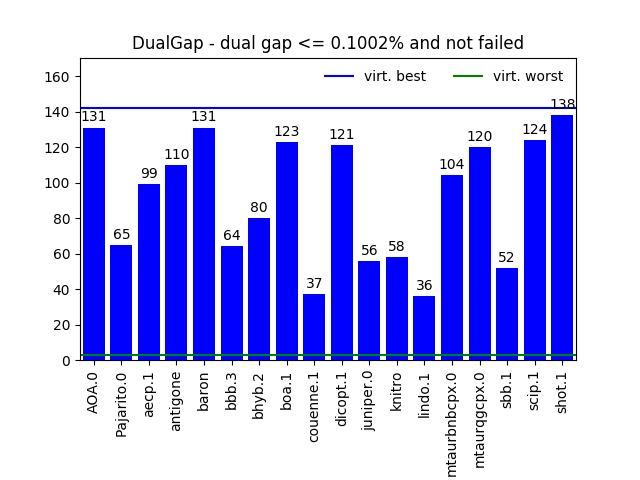 DualGap - dual gap <= 0.1002% and not failed
virt. best virt. worst
160
140
120
100
80
60
40
20
0
131 65 99 110 131 64 80 123 37 121 56 58 36 104 120 52 124 138
AOA.0
Pajarito.0
aecp.1
antigone
baron
bbb.3
bhyb.2
boa.1
couenne.1
dicopt.1
juniper.0
knitro
lindo.1
mtaurbnbcpx.0
mtaurqgcpx.0
sbb.1
scip.1
shot.1